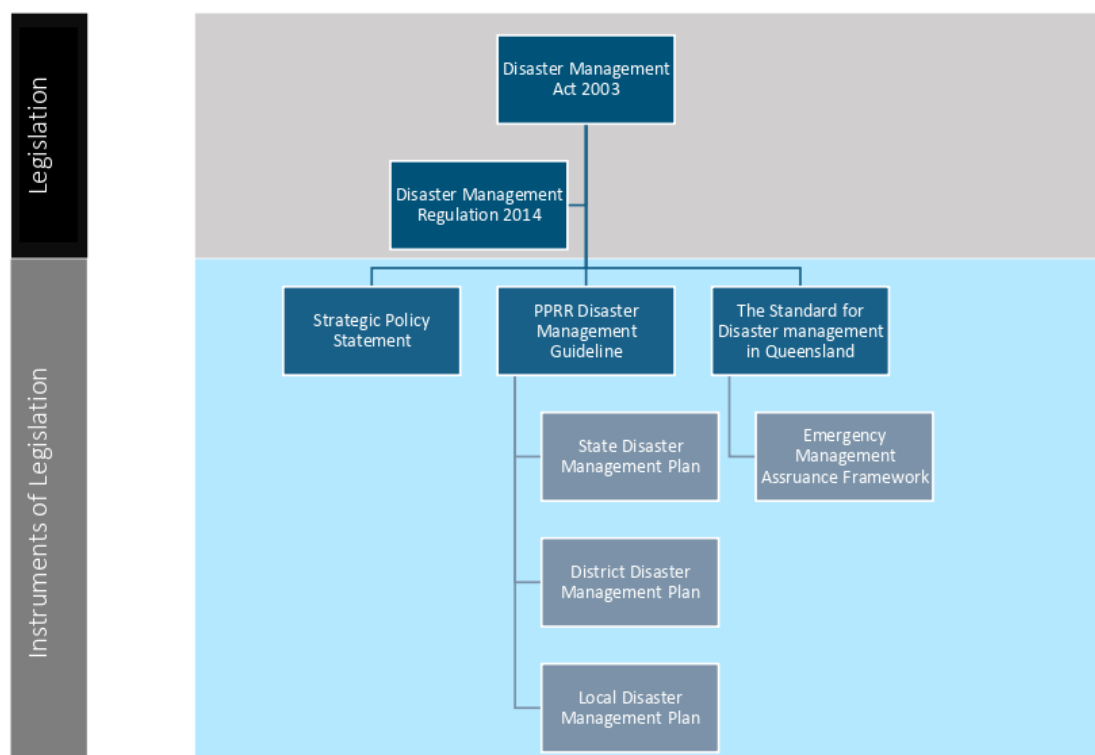 Legislation
Disaster Management
Act 2003
Disaster Management
Regulation 2014
Instruments of Legislation
Strategic Policy
Statement
PPRR Disaster
Management
Guideline
The Standard for
Disaster management
in Queensland
State Disaster
Management Plan
Emergency
Management
Assruance Framework
District Disaster
Management Plan
Local Disaster
Management Plan